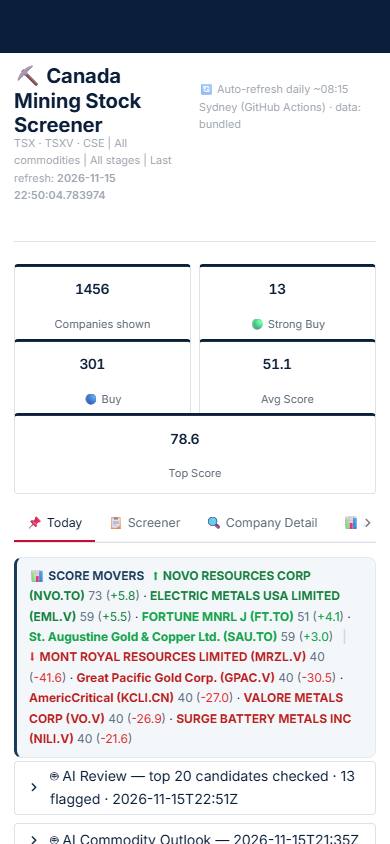 Canada
Mining Stock
Screener
TSX · TSXV · CSE | All
commodities | All stages | Last
refresh: 2026-11-15
22:50:04.783974
Auto-refresh daily ~08:15
Sydney (GitHub Actions) · data:
bundled
1456
Companies shown
13
Strong Buy
301
Buy
51.1
Avg Score
78.6
Top Score
Today
Screener
Company Detail
SCORE MOVERS ⬆ NOVO RESOURCES CORP
(NVO.TO) 73 (+5.8) · ELECTRIC METALS USA LIMITED
(EML.V) 59 (+5.5) · FORTUNE MNRL J (FT.TO) 51 (+4.1) ·
St. Augustine Gold & Copper Ltd. (SAU.TO) 59 (+3.0) |
⬇ MONT ROYAL RESOURCES LIMITED (MRZL.V) 40
(-41.6) · Great Pacific Gold Corp. (GPAC.V) 40 (-30.5) ·
AmericCritical (KCLI.CN) 40 (-27.0) · VALORE METALS
CORP (VO.V) 40 (-26.9) · SURGE BATTERY METALS INC
(NILI.V) 40 (-21.6)
AI Review — top 20 candidates checked · 13
flagged · 2026-11-15T22:51Z
AI Commodity Outlook — 2026-11-15T21:35Z